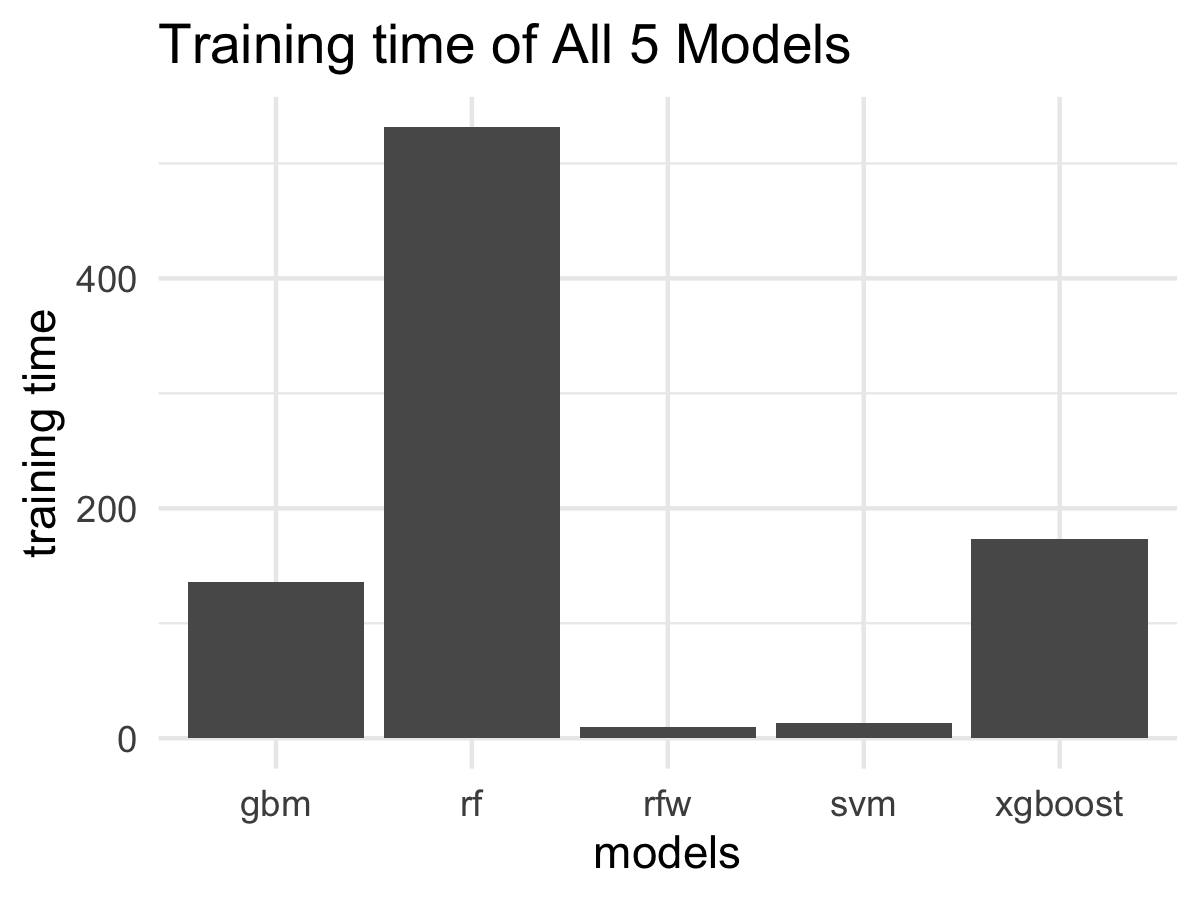 Training time of All 5 Models
training time
400
200
0
gbm
rf
rfw
svm
xgboost
models